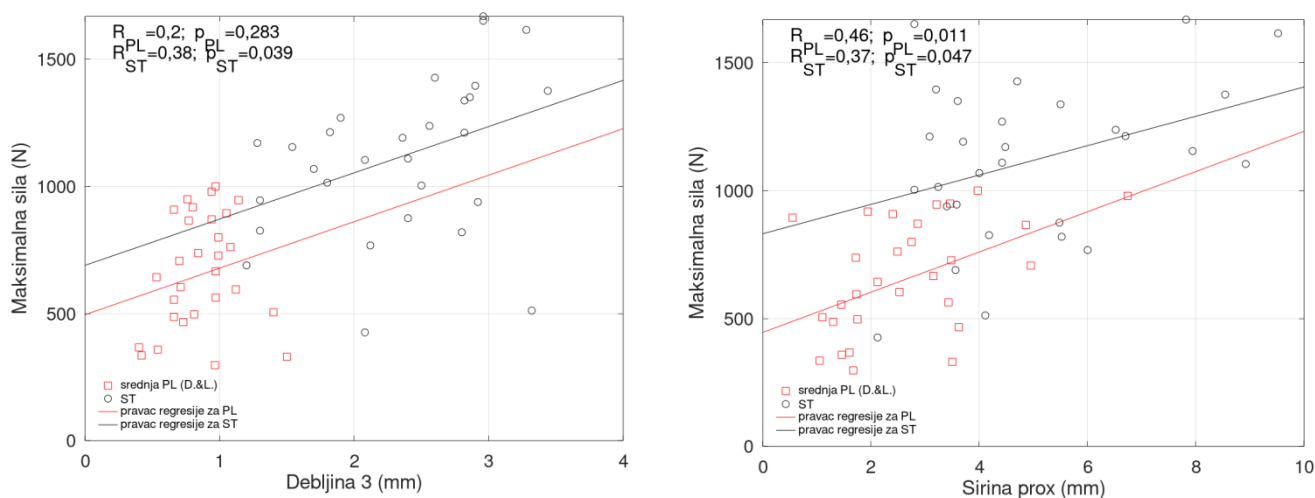 R_PL=0,2; p_PL=0,283
R_ST=0,38; p_ST=0,039
Maksimalna sila (N)
1500
1000
500
0
srednja PL (D.&L.)
ST
pravac regresije za PL
pravac regresije za ST
0 1 2 3 4
Debljina 3 (mm)
R_PL=0,46; p_PL=0,011
R_ST=0,37; p_ST=0,047
Maksimalna sila (N)
1500
1000
500
0
srednja PL (D.&L.)
ST
pravac regresije za PL
pravac regresije za ST
0 2 4 6 8 10
Sirina prox (mm)